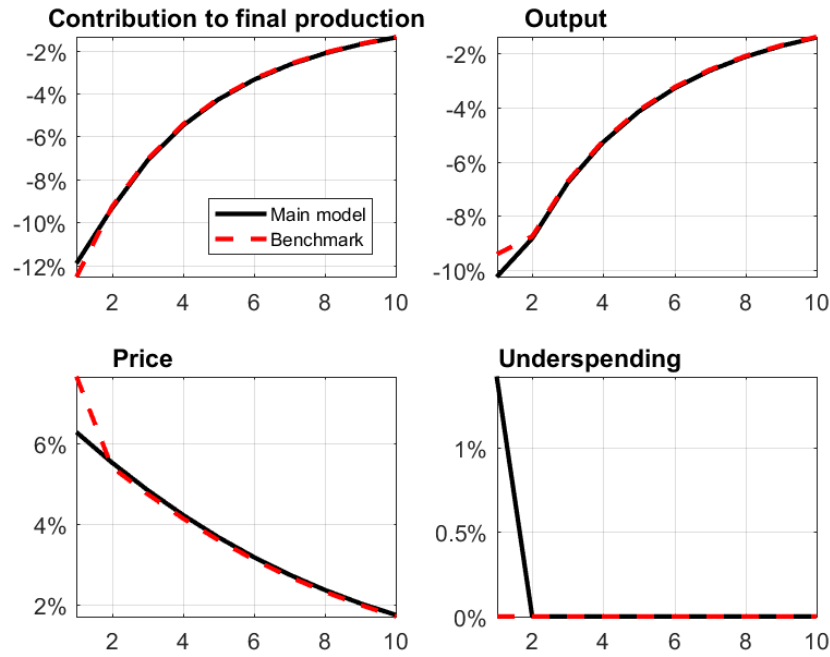 Contribution to final production
-2%
-4%
-6%
-8%
-10%
-12%
Main model
Benchmark
2 4 6 8 10
Output
-2%
-4%
-6%
-8%
-10%
2 4 6 8 10
Price
6%
4%
2%
2 4 6 8 10
Underspending
1%
0.5%
0%
2 4 6 8 10